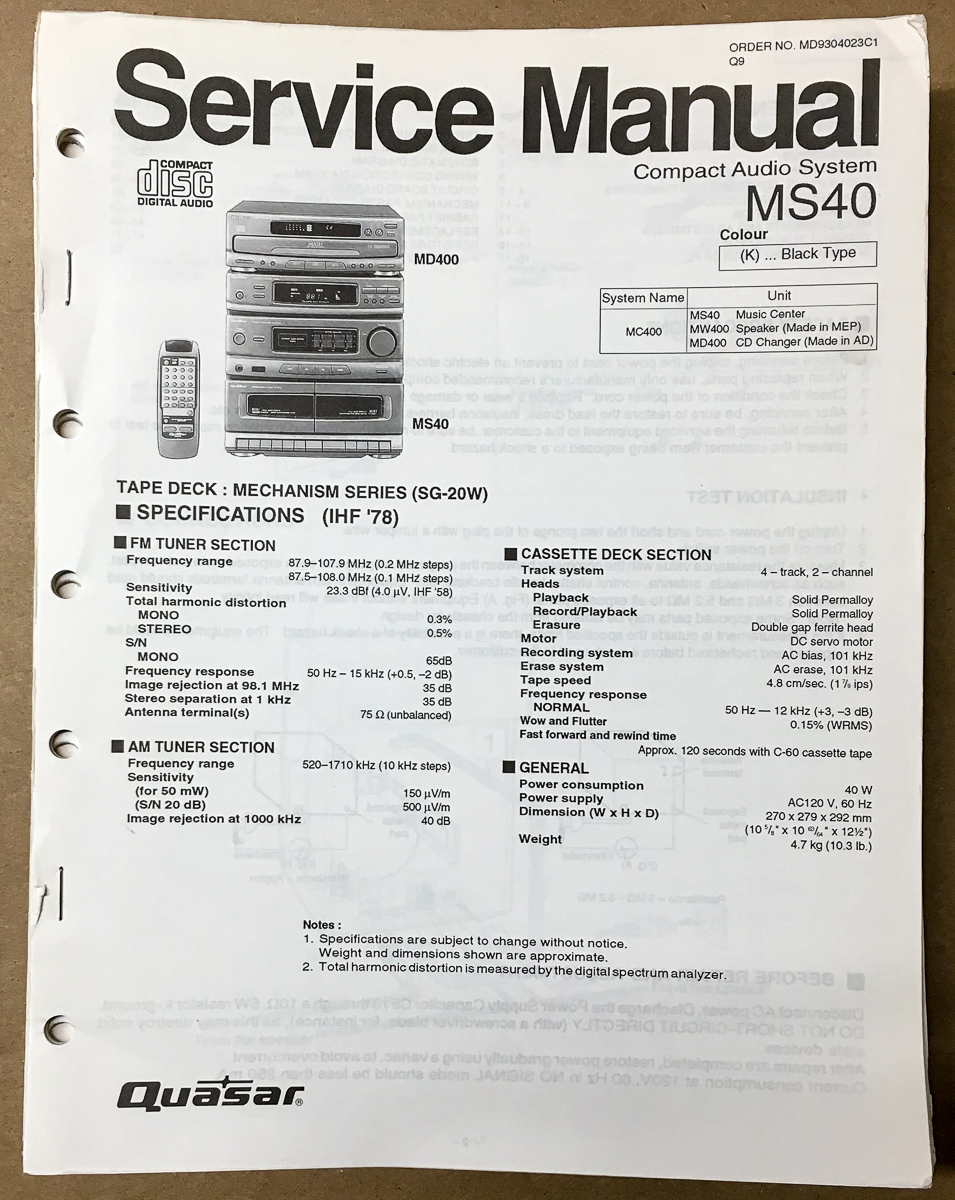 ORDER NO. MD9304023C1
Q9
Service Manual
COMPACT
disc
DIGITAL AUDIO
Compact Audio System
MS40
Colour
(K) ... Black Type
System Name Unit
MC400
MS40 Music Center
MW400 Speaker (Made in MEP)
MD400 CD Changer (Made in AD)
MD400
MS40
TAPE DECK : MECHANISM SERIES (SG-20W)
■ SPECIFICATIONS (IHF '78)
■ FM TUNER SECTION
Frequency range 87.9–107.9 MHz (0.2 MHz steps)
87.5–108.0 MHz (0.1 MHz steps)
Sensitivity 23.3 dBf (4.0 µV, IHF '58)
Total harmonic distortion
MONO 0.3%
STEREO 0.5%
S/N
MONO 65dB
Frequency response 50 Hz – 15 kHz (+0.5, –2 dB)
Image rejection at 98.1 MHz 35 dB
Stereo separation at 1 kHz 35 dB
Antenna terminal(s) 75 Ω (unbalanced)
■ AM TUNER SECTION
Frequency range 520–1710 kHz (10 kHz steps)
Sensitivity
(for 50 mW) 150 µV/m
(S/N 20 dB) 500 µV/m
Image rejection at 1000 kHz 40 dB
■ CASSETTE DECK SECTION
Track system 4 – track, 2 – channel
Heads
Playback Solid Permalloy
Record/Playback Solid Permalloy
Erasure Double gap ferrite head
Motor DC servo motor
Recording system AC bias, 101 kHz
Erase system AC erase, 101 kHz
Tape speed 4.8 cm/sec. (1 7/8 ips)
Frequency response
NORMAL 50 Hz — 12 kHz (+3, –3 dB)
Wow and Flutter 0.15% (WRMS)
Fast forward and rewind time
Approx. 120 seconds with C-60 cassette tape
■ GENERAL
Power consumption 40 W
Power supply AC120 V, 60 Hz
Dimension (W x H x D) 270 x 279 x 292 mm
(10 5/8" x 10 63/64" x 12½")
Weight 4.7 kg (10.3 lb.)
Notes :
1. Specifications are subject to change without notice.
Weight and dimensions shown are approximate.
2. Total harmonic distortion is measured by the digital spectrum analyzer.
Quasar®